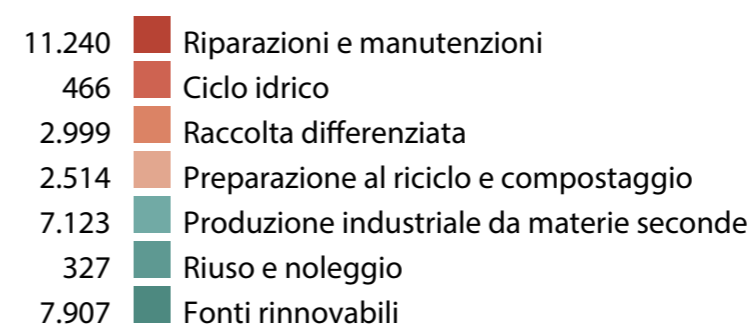 11.240 Riparazioni e manutenzioni
466 Ciclo idrico
2.999 Raccolta differenziata
2.514 Preparazione al riciclo e compostaggio
7.123 Produzione industriale da materie seconde
327 Riuso e noleggio
7.907 Fonti rinnovabili